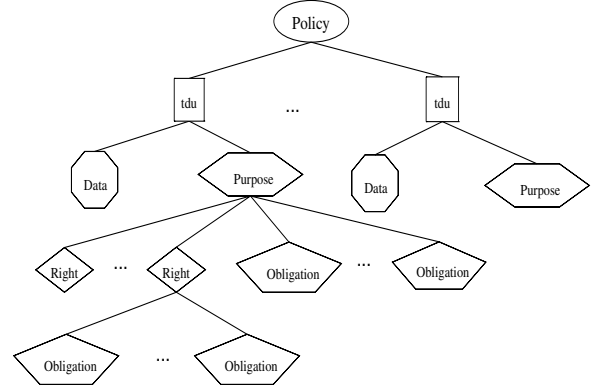 Policy
tdu ... tdu
Data Purpose Data Purpose
Right ... Right Obligation ... Obligation
Obligation ... Obligation